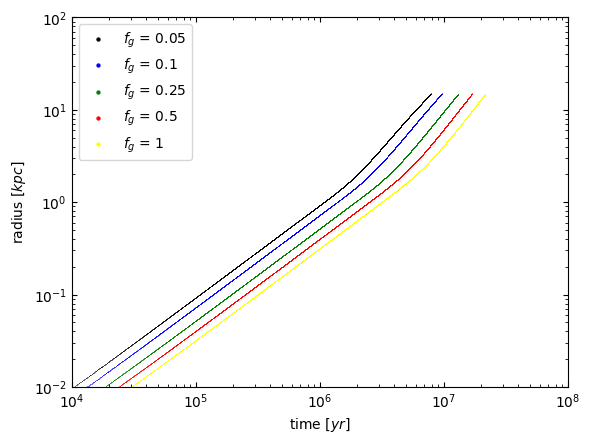 10^2
10^1
10^0
10^-1
10^-2
radius [kpc]
f_g = 0.05
f_g = 0.1
f_g = 0.25
f_g = 0.5
f_g = 1
10^4 10^5 10^6 10^7 10^8
time [yr]